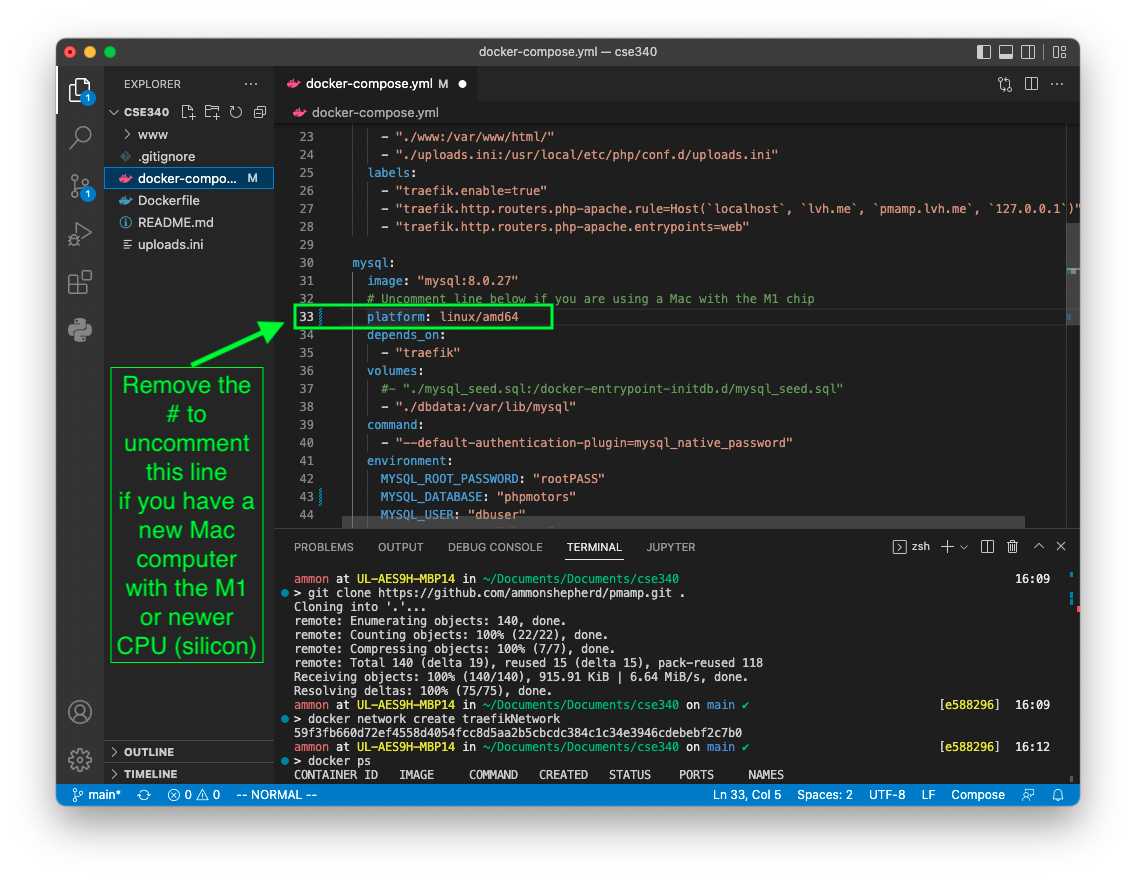 docker-compose.yml — cse340
EXPLORER ···
docker-compose.yml M ●
1
CSE340
docker-compose.yml
www
.gitignore
docker-compo... M
1
Dockerfile
README.md
uploads.ini
23 - "./www:/var/www/html/"
24 - "./uploads.ini:/usr/local/etc/php/conf.d/uploads.ini"
25 labels:
26 - "traefik.enable=true"
27 - "traefik.http.routers.php-apache.rule=Host(`localhost`, `lvh.me`, `pmamp.lvh.me`, `127.0.0.1`)"
28 - "traefik.http.routers.php-apache.entrypoints=web"
29
30 mysql:
31 image: "mysql:8.0.27"
32 # Uncomment line below if you are using a Mac with the M1 chip
33 platform: linux/amd64
34 depends_on:
35 - "traefik"
36 volumes:
37 #- "./mysql_seed.sql:/docker-entrypoint-initdb.d/mysql_seed.sql"
38 - "./dbdata:/var/lib/mysql"
39 command:
40 - "--default-authentication-plugin=mysql_native_password"
41 environment:
42 MYSQL_ROOT_PASSWORD: "rootPASS"
43 MYSQL_DATABASE: "phpmotors"
44 MYSQL_USER: "dbuser"
Remove the
# to
uncomment
this line
if you have a
new Mac
computer
with the M1
or newer
CPU (silicon)
PROBLEMS OUTPUT DEBUG CONSOLE TERMINAL JUPYTER zsh
ammon at UL-AES9H-MBP14 in ~/Documents/Documents/cse340 16:09
> git clone https://github.com/ammonshepherd/pmamp.git .
Cloning into '.'...
remote: Enumerating objects: 140, done.
remote: Counting objects: 100% (22/22), done.
remote: Compressing objects: 100% (7/7), done.
remote: Total 140 (delta 19), reused 15 (delta 15), pack-reused 118
Receiving objects: 100% (140/140), 915.91 KiB | 6.64 MiB/s, done.
Resolving deltas: 100% (75/75), done.
ammon at UL-AES9H-MBP14 in ~/Documents/Documents/cse340 on main ✔ [e588296] 16:09
> docker network create traefikNetwork
59f3fb660d72ef4558d4054fcc8d5aa2b5cbcdc384c1c34e3946cdebebf2c7b0
ammon at UL-AES9H-MBP14 in ~/Documents/Documents/cse340 on main ✔ [e588296] 16:12
> docker ps
CONTAINER ID IMAGE COMMAND CREATED STATUS PORTS NAMES
OUTLINE
TIMELINE
main* 0 0 -- NORMAL -- Ln 33, Col 5 Spaces: 2 UTF-8 LF Compose